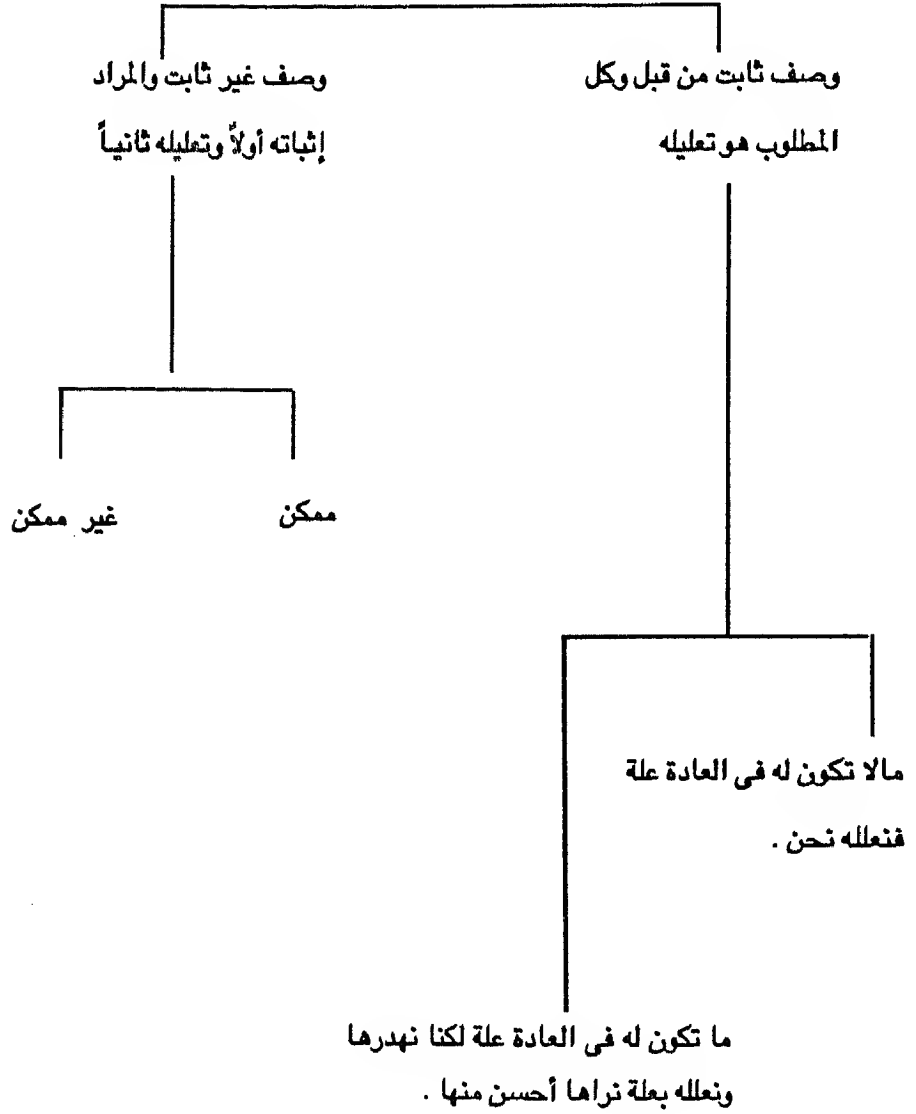 وصف ثابت من قبل وكل
المطلوب هو تعليله
وصف غير ثابت والمراد
إثباته أولاً وتعليله ثانياً
ممكن
غير ممكن
مالا تكون له فى العادة علة
فنعلله نحن .
ما تكون له فى العادة علة لكنا نهدرها
ونعلله بعلة نراها أحسن منها .